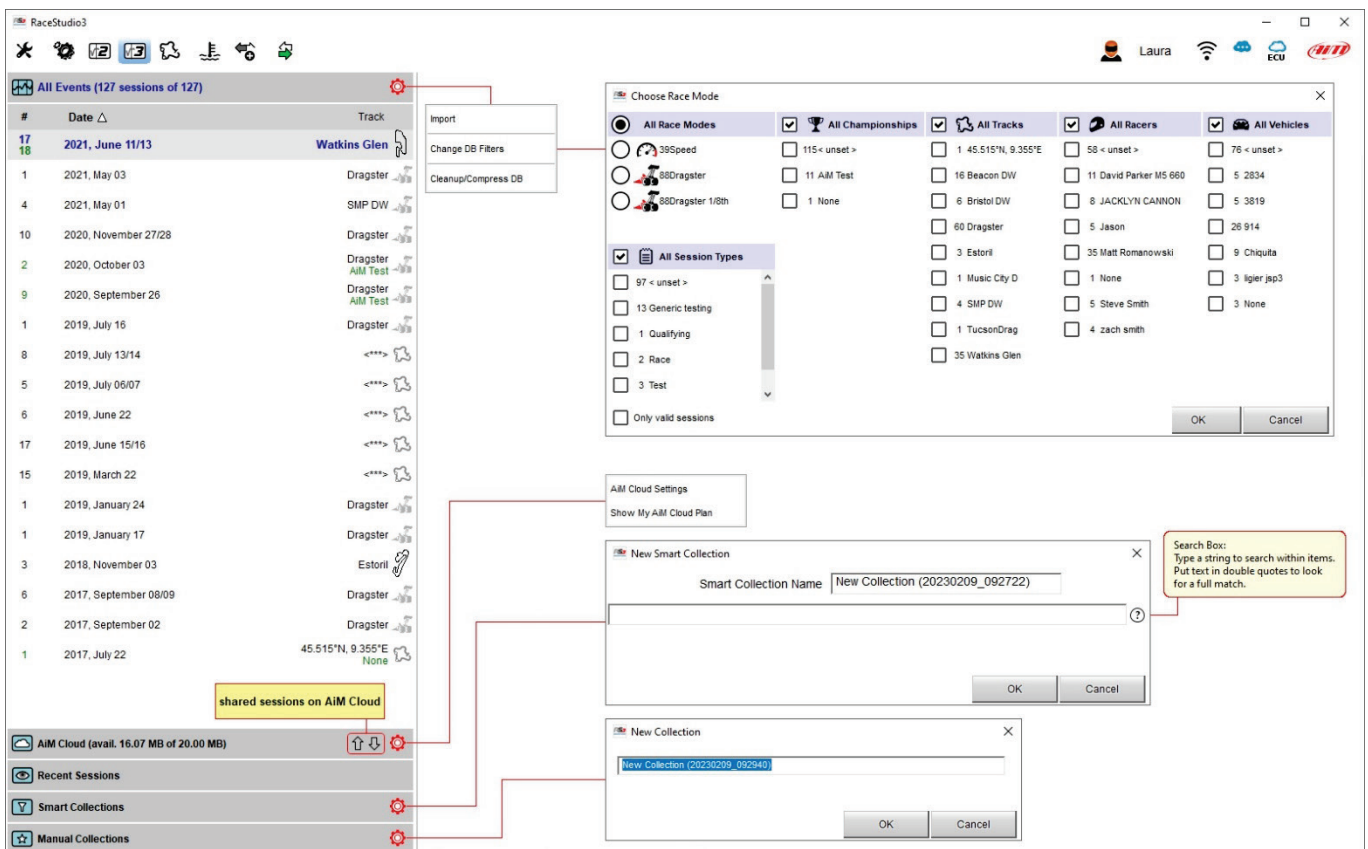 RaceStudio3
Laura
ECU
AiM
All Events (127 sessions of 127)
# Date △ Track
17
18 2021, June 11/13 Watkins Glen
1 2021, May 03 Dragster
4 2021, May 01 SMP DW
10 2020, November 27/28 Dragster
2 2020, October 03 Dragster
AiM Test
9 2020, September 26 Dragster
AiM Test
1 2019, July 16 Dragster
8 2019, July 13/14 <***>
5 2019, July 06/07 <***>
6 2019, June 22 <***>
17 2019, June 15/16 <***>
15 2019, March 22 <***>
1 2019, January 24 Dragster
1 2019, January 17 Dragster
3 2018, November 03 Estoril
6 2017, September 08/09 Dragster
2 2017, September 02 Dragster
1 2017, July 22 45.515°N, 9.355°E
None
shared sessions on AiM Cloud
AiM Cloud (avail. 16.07 MB of 20.00 MB)
Recent Sessions
Smart Collections
Manual Collections
Import
Change DB Filters
Cleanup/Compress DB
Choose Race Mode
All Race Modes
39Speed
88Dragster
88Dragster 1/8th
All Session Types
97 < unset >
13 Generic testing
1 Qualifying
2 Race
3 Test
Only valid sessions
All Championships
115 < unset >
11 AiM Test
1 None
All Tracks
1 45.515°N, 9.355°E
16 Beacon DW
6 Bristol DW
60 Dragster
3 Estoril
1 Music City D
4 SMP DW
1 TucsonDrag
35 Watkins Glen
All Racers
58 < unset >
11 David Parker M5 660
8 JACKLYN CANNON
5 Jason
35 Matt Romanowski
1 None
5 Steve Smith
4 zach smith
All Vehicles
76 < unset >
5 2834
5 3819
26 914
9 Chiquita
3 ligier jsp3
3 None
OK Cancel
AiM Cloud Settings
Show My AiM Cloud Plan
New Smart Collection
Smart Collection Name New Collection (20230209_092722)
?
OK Cancel
Search Box:
Type a string to search within items.
Put text in double quotes to look
for a full match.
New Collection
New Collection (20230209_092940)
OK Cancel